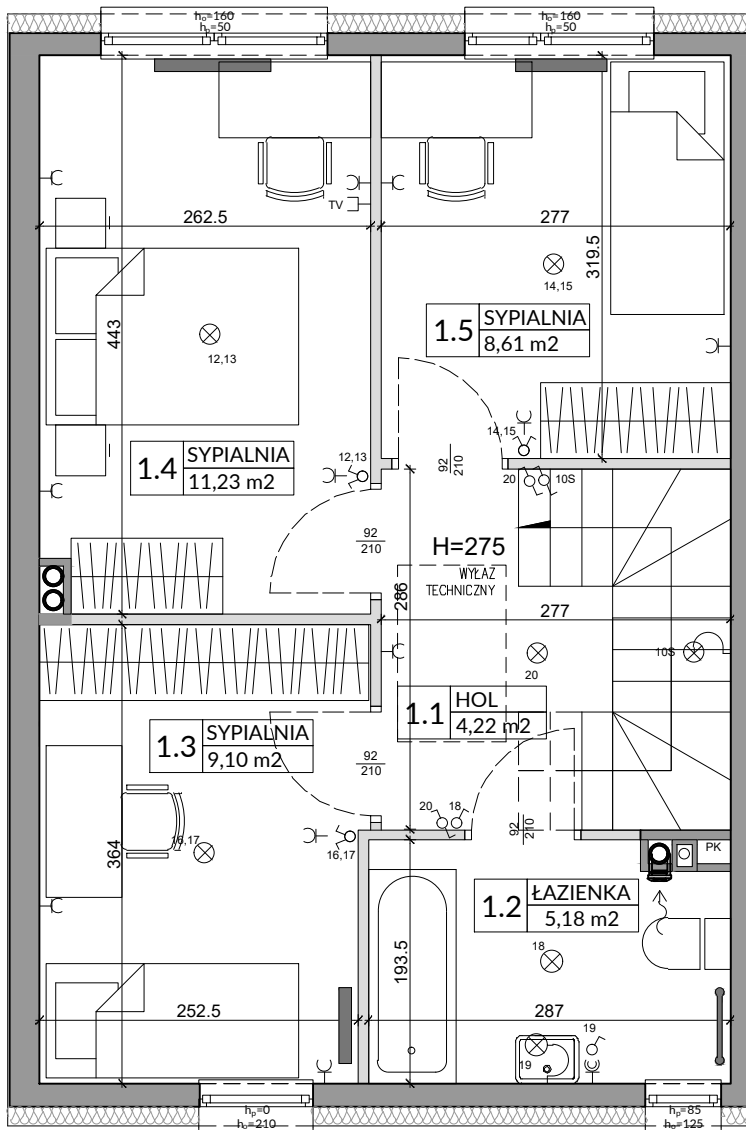 hₒ=160
hₚ=50
hₒ=160
hₚ=50
TV
262.5
277
319.5
14,15
443
12,13
1.5
SYPIALNIA
8,61 m2
1.4
SYPIALNIA
11,23 m2
12,13
14,15
92
210
20
10S
92
210
H=275
WYŁAZ
TECHNICZNY
286
277
20
10S
1.1
HOL
4,22 m2
1.3
SYPIALNIA
9,10 m2
92
210
20
18
92
210
16,17
364
16,17
PK
1.2
ŁAZIENKA
5,18 m2
193.5
18
252.5
287
19
19
hₚ=0
hₒ=210
hₚ=85
hₒ=125